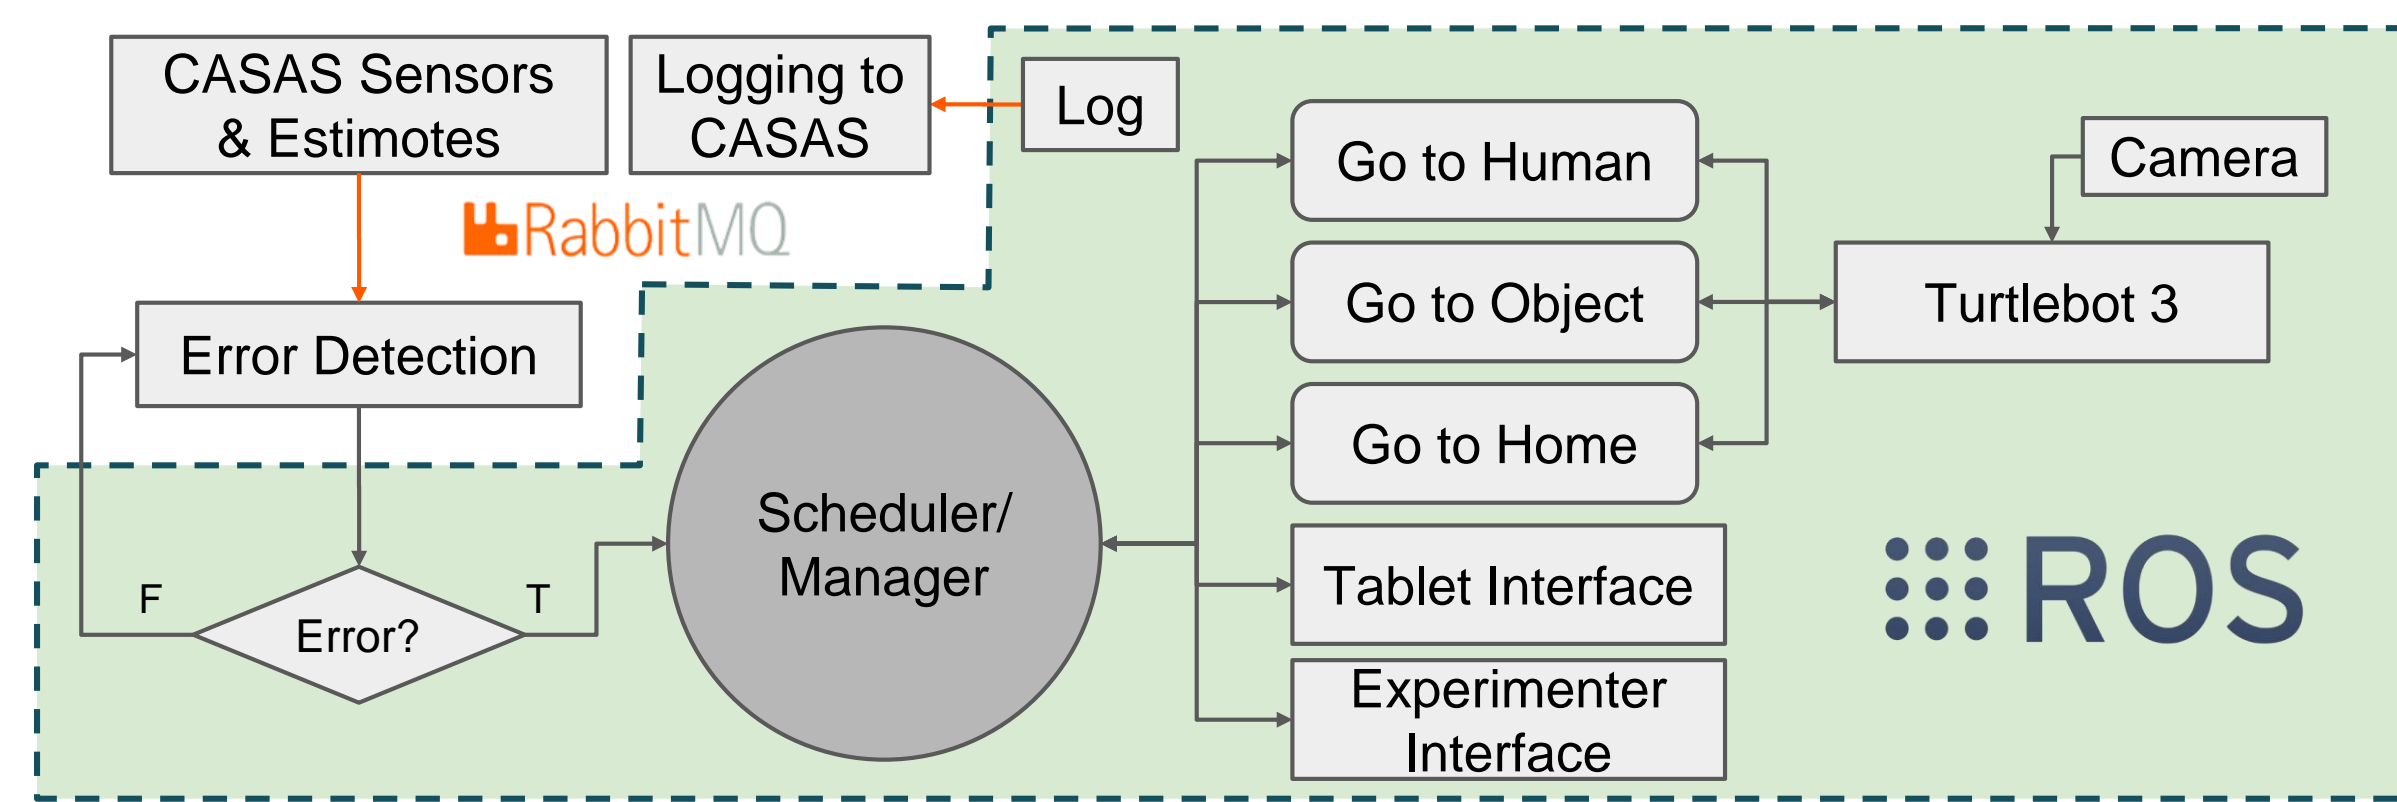 CASAS Sensors
& Estimotes
Logging to
CASAS
Log
RabbitMQ
Error Detection
F
T
Error?
Scheduler/
Manager
Go to Human
Go to Object
Go to Home
Tablet Interface
Experimenter
Interface
Camera
Turtlebot 3
ROS